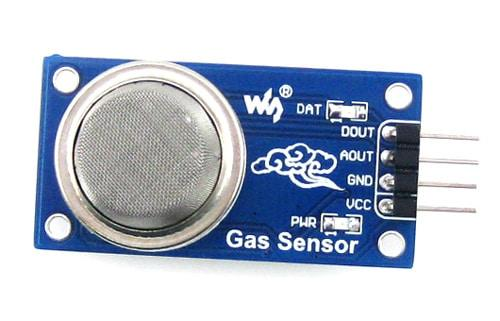 ®
DAT
DOUT
AOUT
GND
VCC
PWR
Gas Sensor